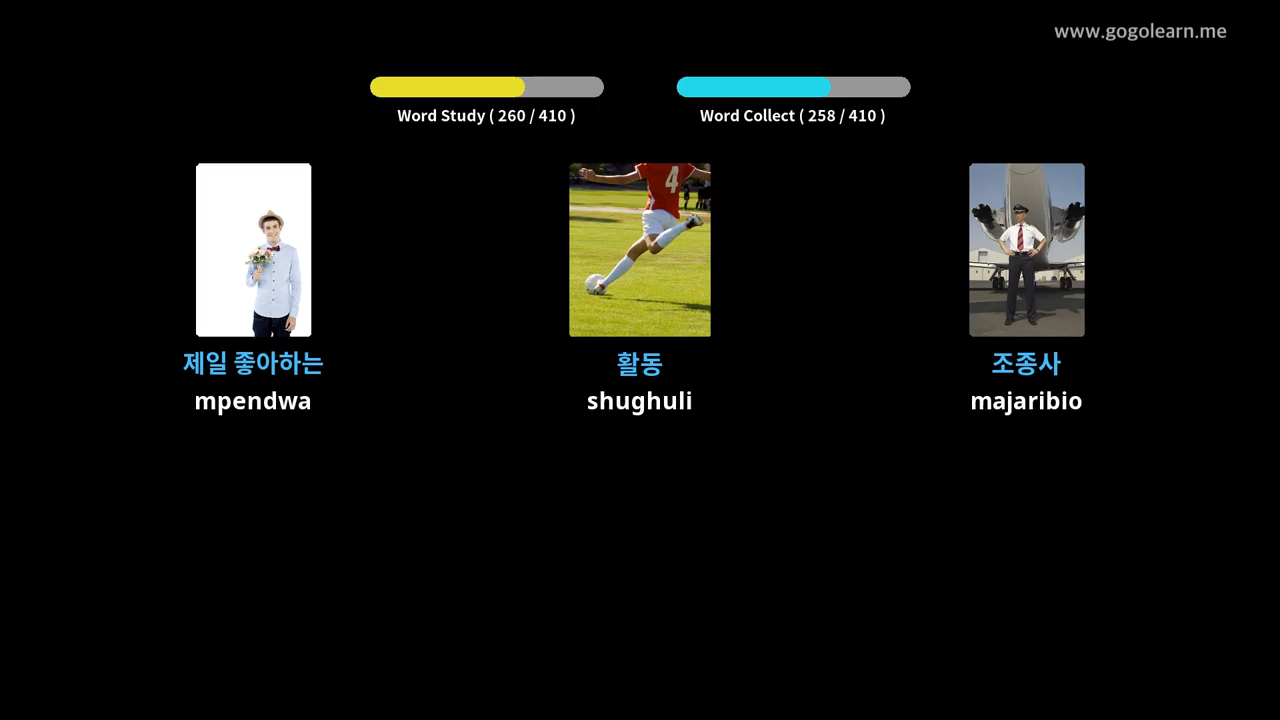 www.gogolearn.me
Word Study ( 260 / 410 )
Word Collect ( 258 / 410 )
4
제일 좋아하는
활동
조종사
mpendwa
shughuli
majaribio